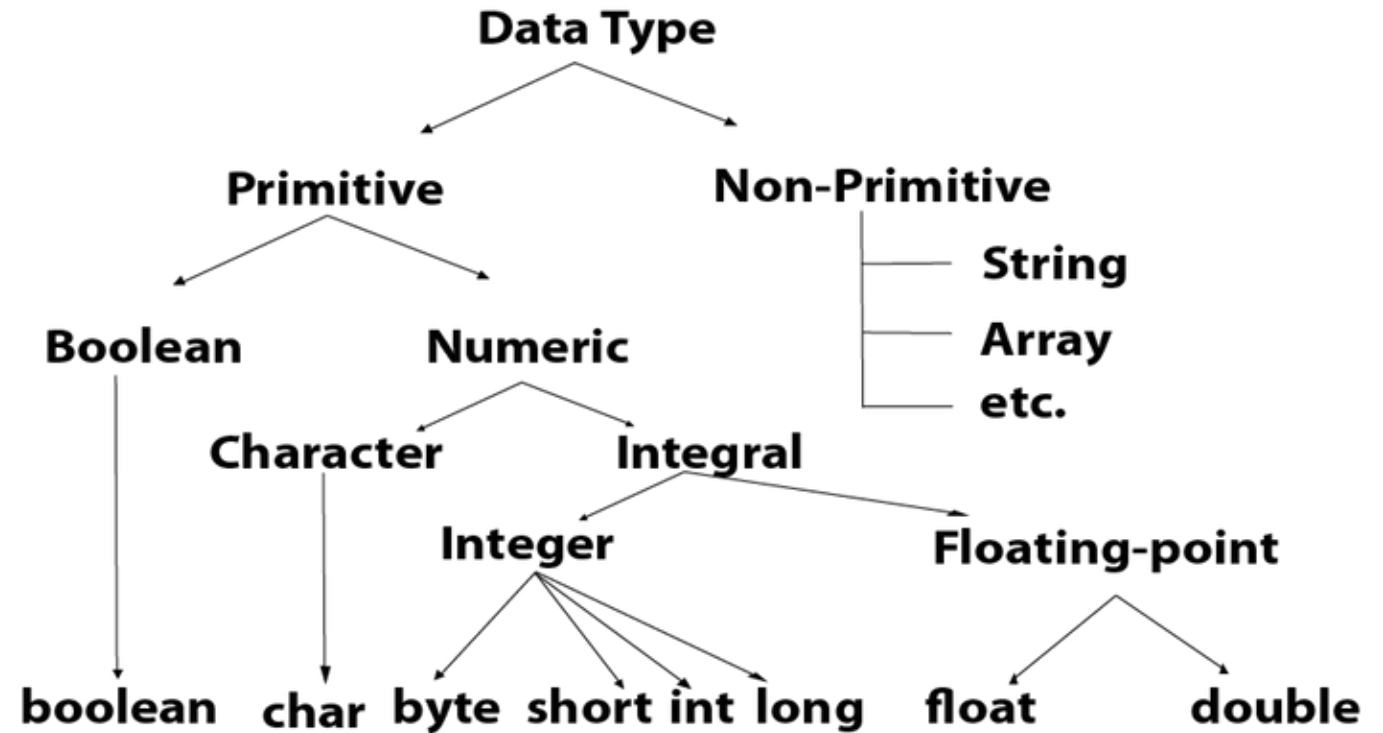 Data Type
Primitive
Non-Primitive
String
Array
etc.
Boolean
Numeric
Character
Integral
Integer
Floating-point
boolean
char
byte
short
int
long
float
double